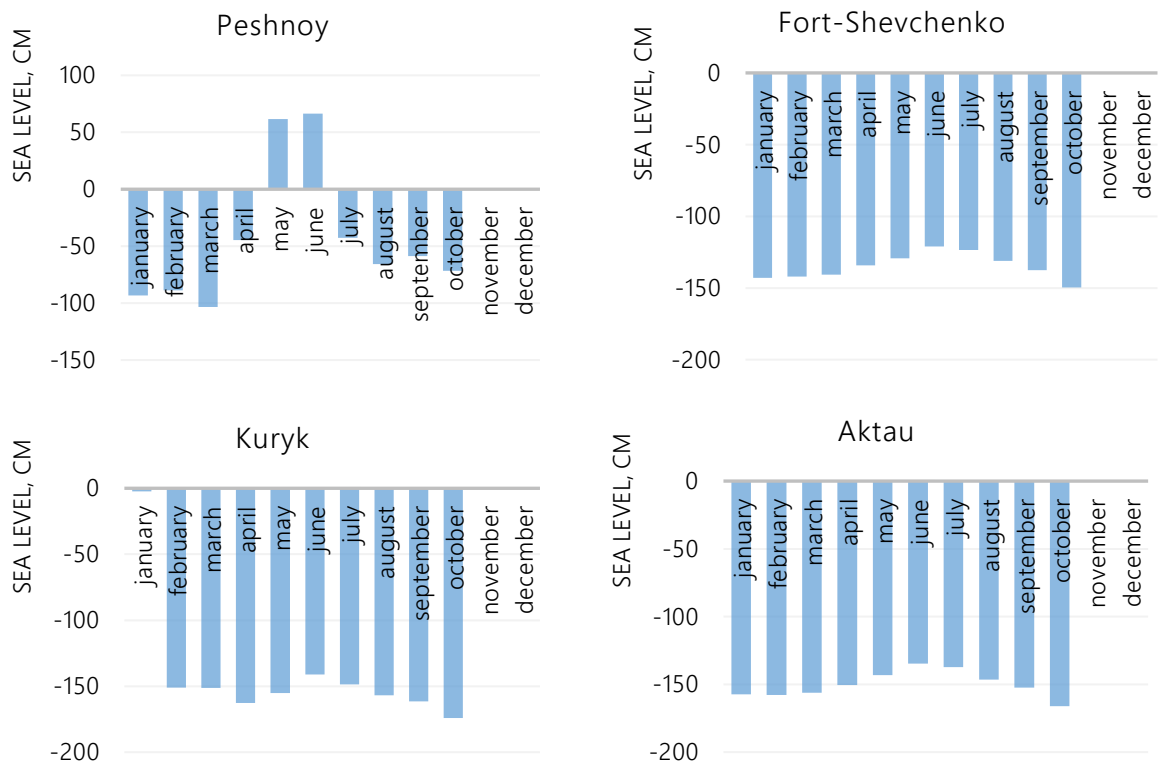 Peshnoy
SEA LEVEL, CM
100
50
0
-50
-100
-150
january
february
march
april
may
june
july
august
september
october
november
december
Fort-Shevchenko
SEA LEVEL, CM
0
-50
-100
-150
-200
january
february
march
april
may
june
july
august
september
october
november
december
Kuryk
SEA LEVEL, CM
0
-50
-100
-150
-200
january
february
march
april
may
june
july
august
september
october
november
december
Aktau
SEA LEVEL, CM
0
-50
-100
-150
-200
january
february
march
april
may
june
july
august
september
october
november
december